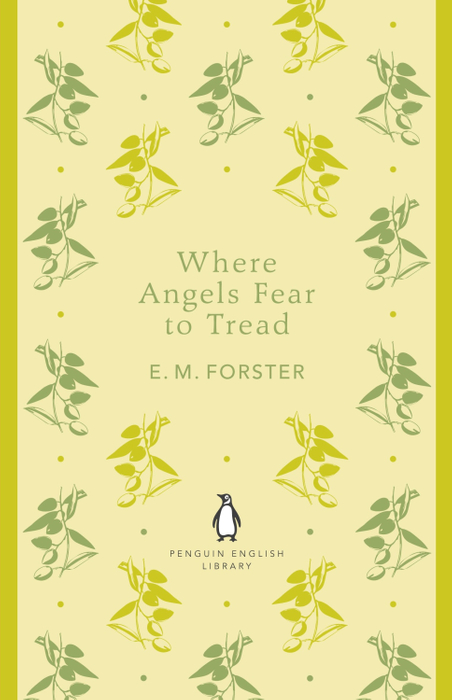 Where
Angels Fear
to Tread
E. M. FORSTER
PENGUIN ENGLISH
LIBRARY